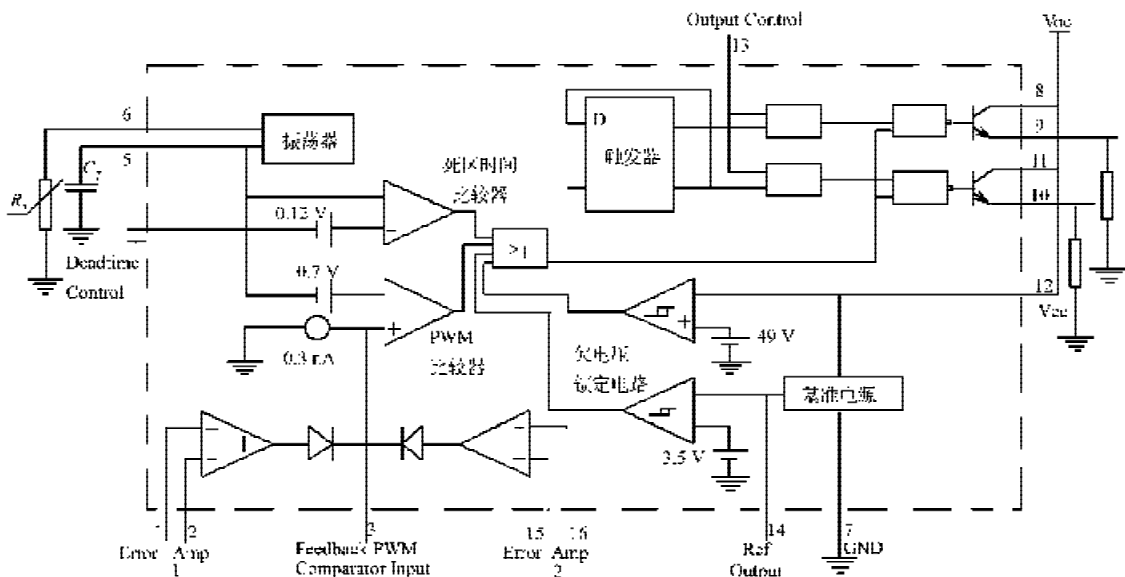 Output Control
13
8
6
D
9
振荡器
触发器
5
C
死区时间
11
比较器
R
10
0.12 V
>1
Deadtime
Control
0.7 V
12
Vcc
+
+
49 V
0.3
PWM
比较器
欠电压
锁定电路
基准电源
3.5 V
1
2
3
15
16
14
7
Error Amp
1
Feedback PWM
Comparator Input
Error Amp
2
Ref
Output
GND